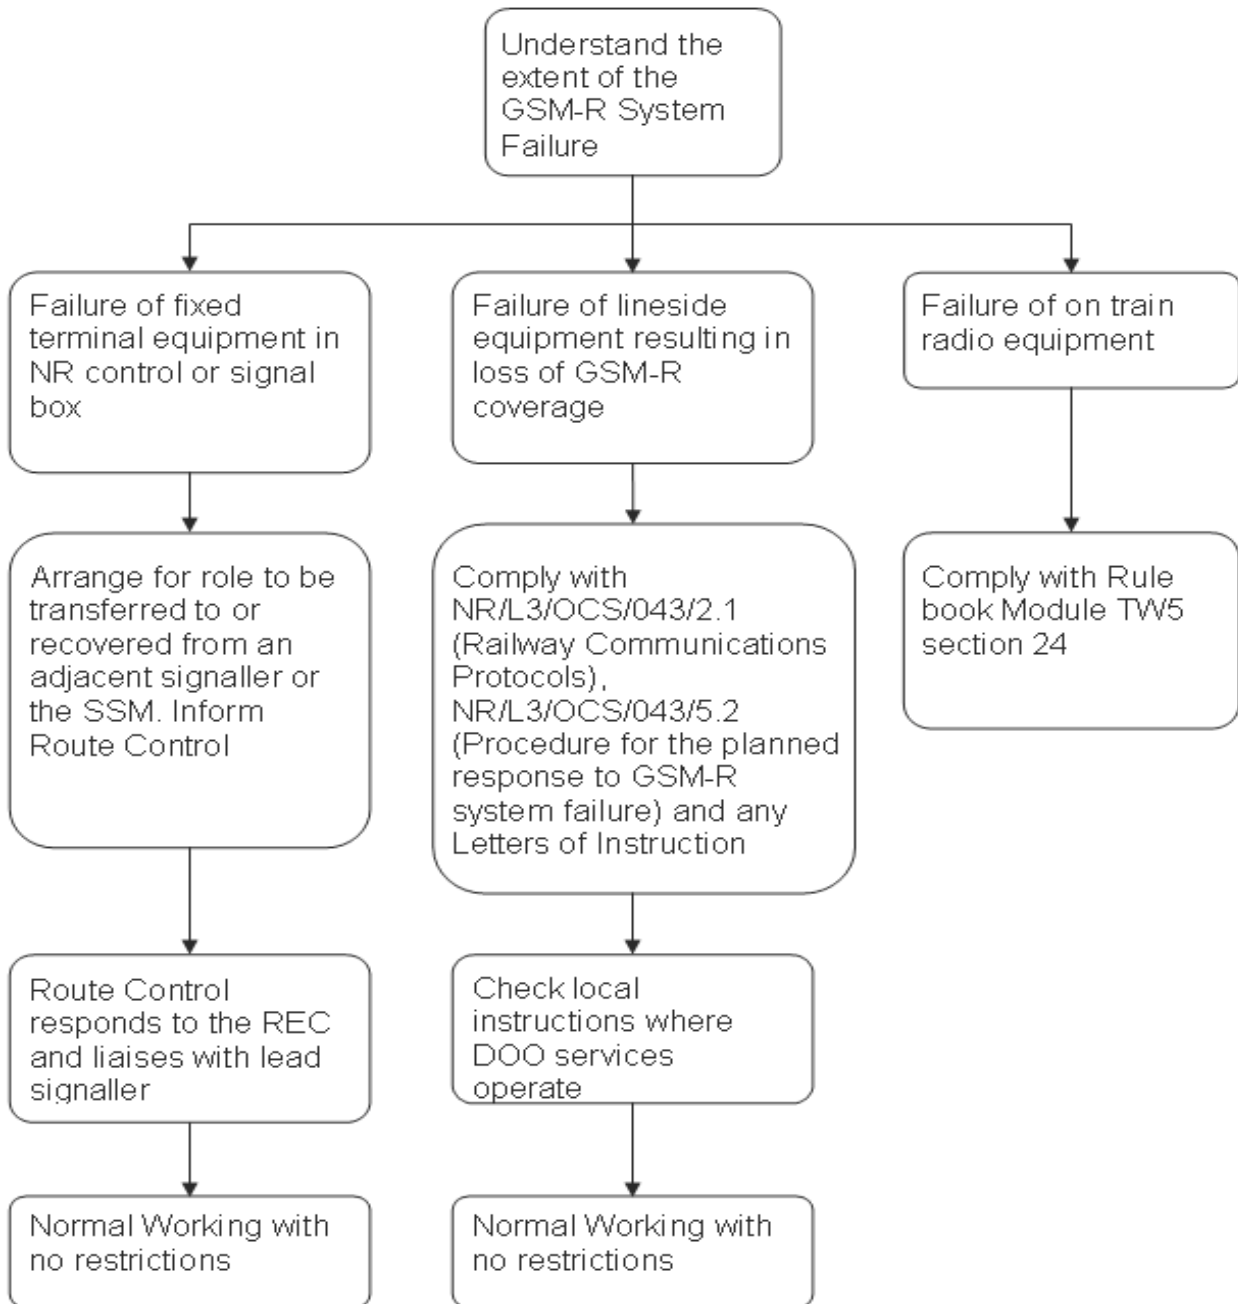 Understand the
extent of the
GSM-R System
Failure
Failure of fixed
terminal equipment in
NR control or signal
box
Failure of lineside
equipment resulting in
loss of GSM-R
coverage
Failure of on train
radio equipment
Arrange for role to be
transferred to or
recovered from an
adjacent signaller or
the SSM. Inform
Route Control
Comply with
NR/L3/OCS/043/2.1
(Railway Communications
Protocols),
NR/L3/OCS/043/5.2
(Procedure for the planned
response to GSM-R
system failure) and any
Letters of Instruction
Comply with Rule
book Module TW5
section 24
Route Control
responds to the REC
and liaises with lead
signaller
Check local
instructions where
DOO services
operate
Normal Working with
no restrictions
Normal Working with
no restrictions